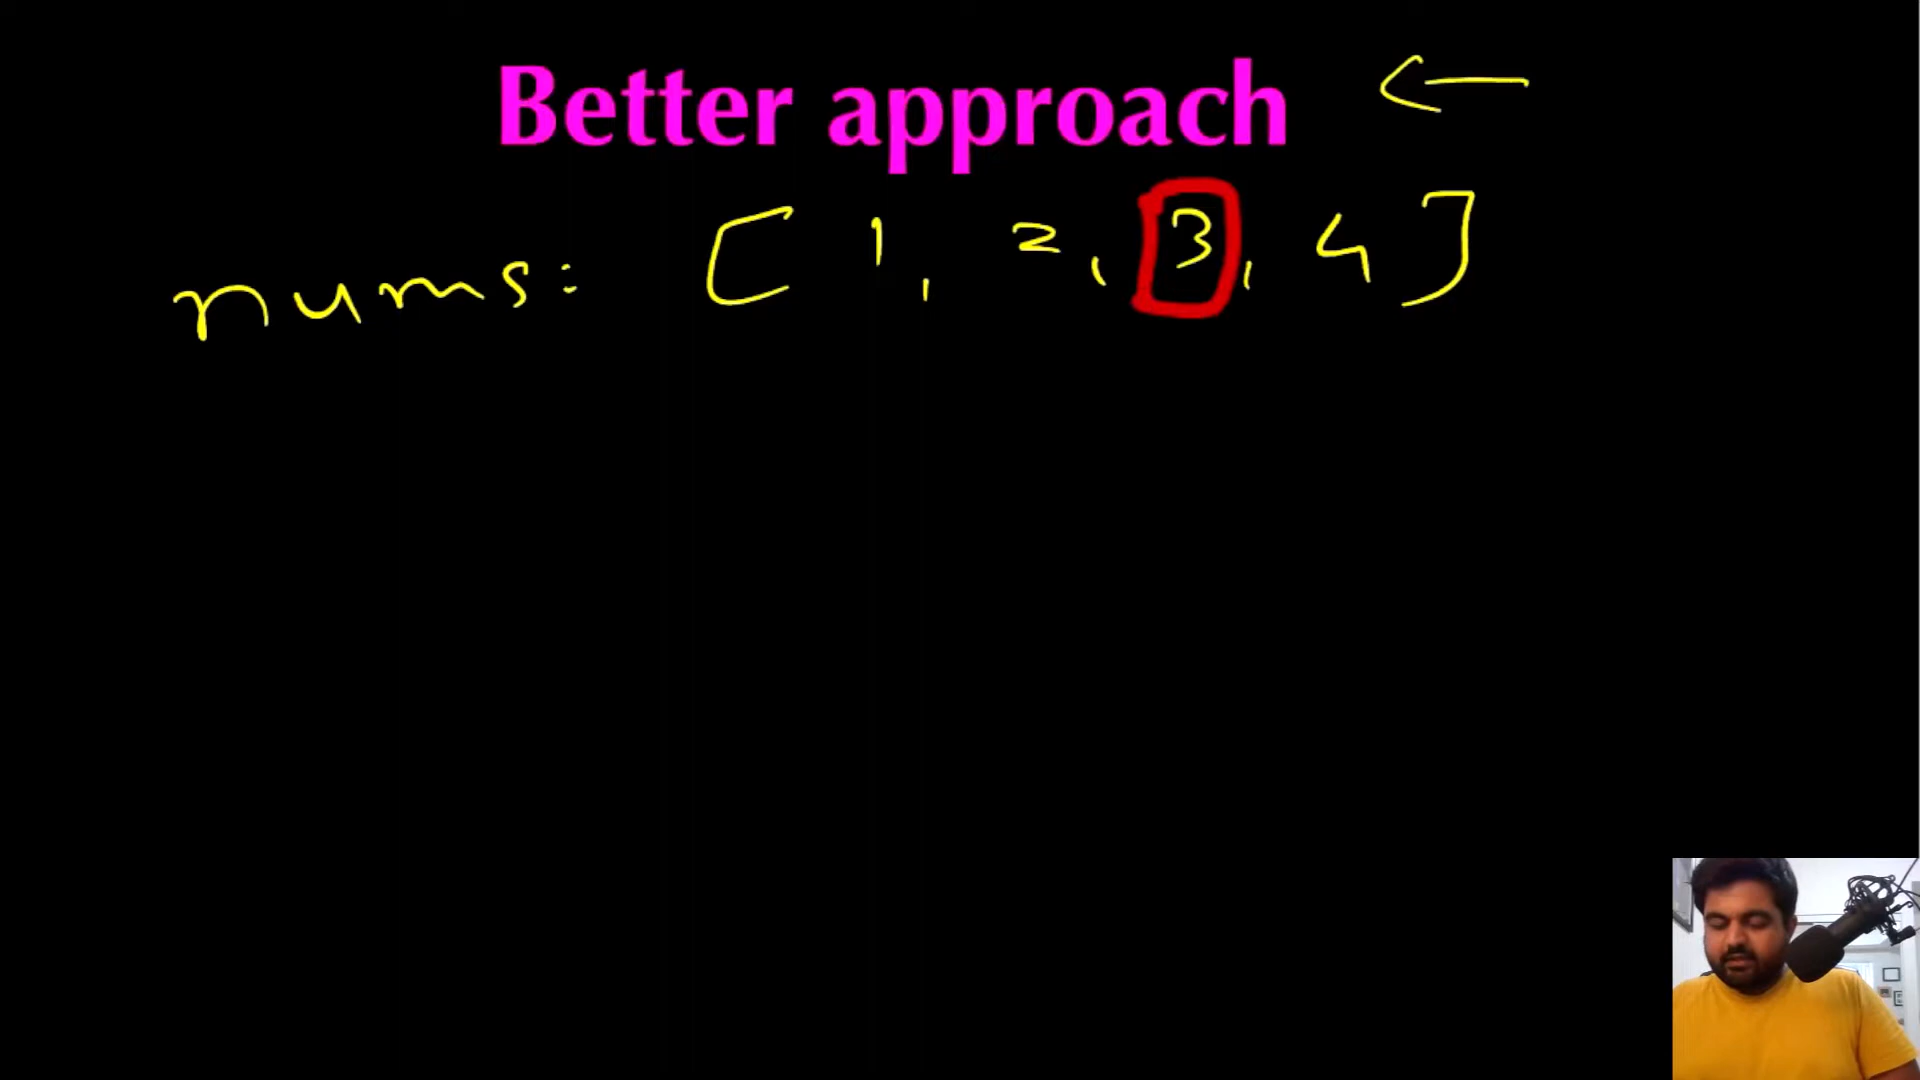 Better approach ←
nums: [ 1, 2, 3, 4 ]